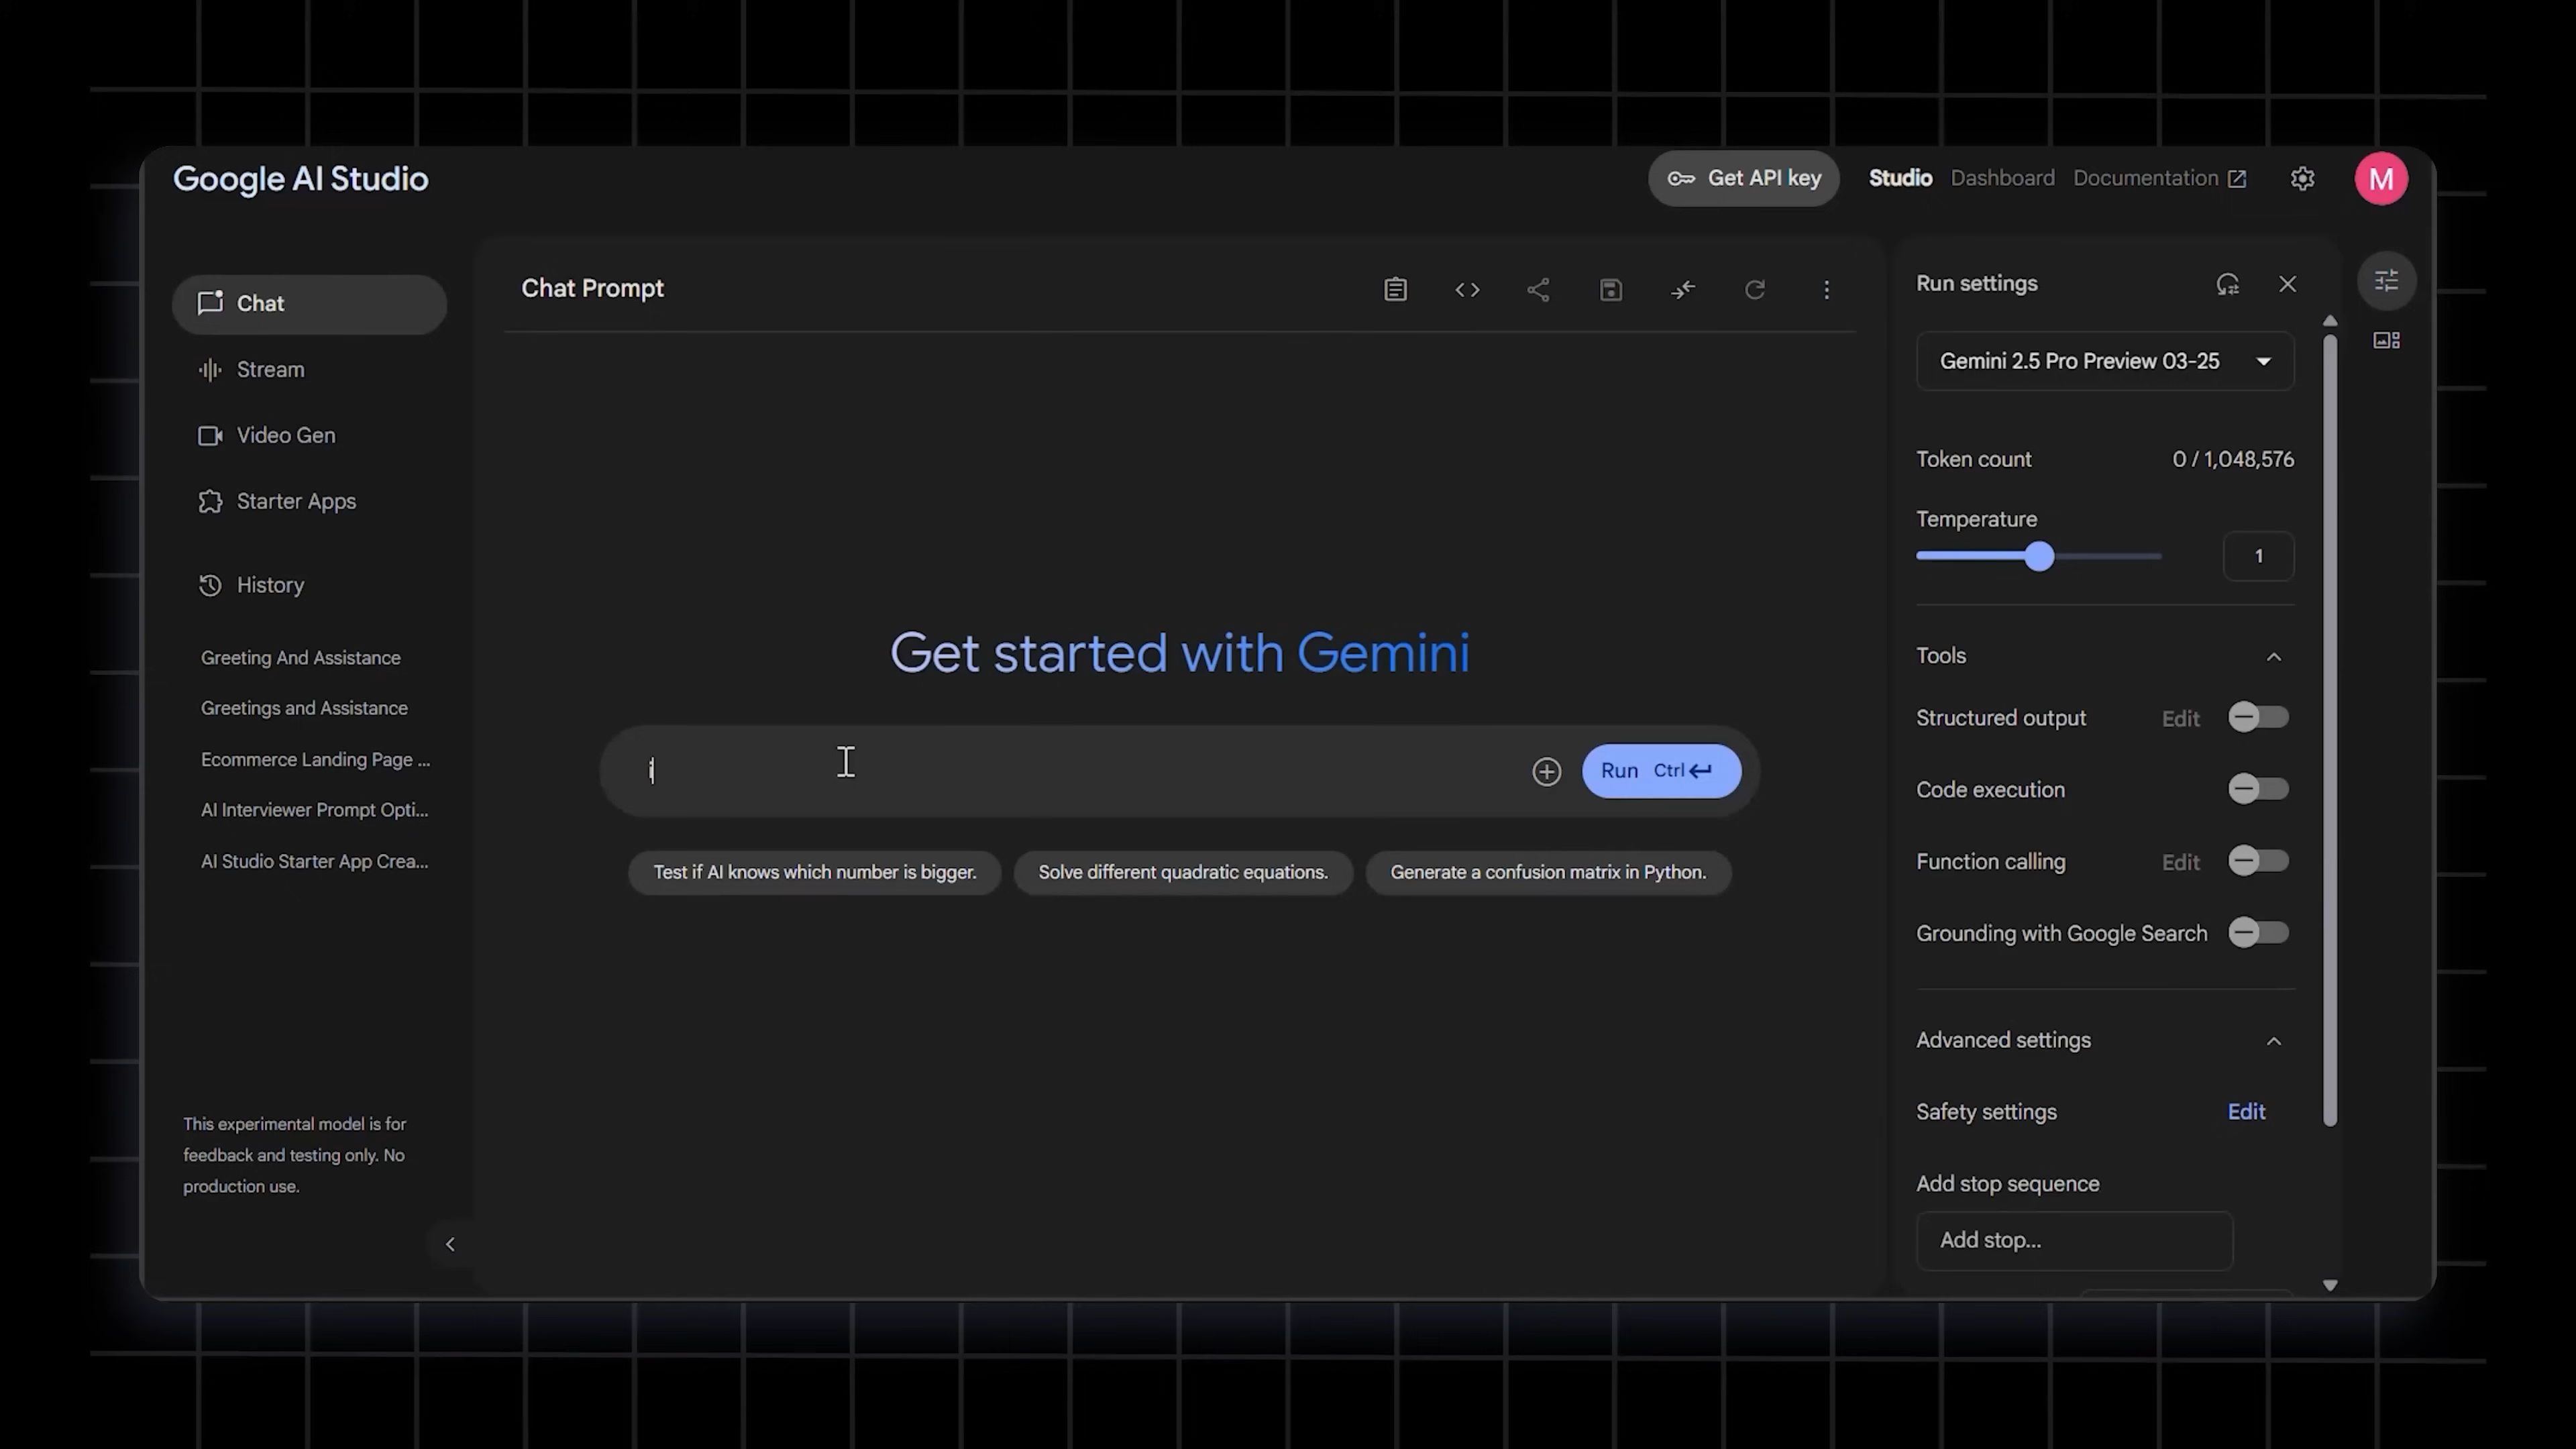 Google AI Studio
Get API key
Studio
Dashboard
Documentation
M
Chat
Stream
Video Gen
Starter Apps
History
Greeting And Assistance
Greetings and Assistance
Ecommerce Landing Page ...
AI Interviewer Prompt Opti...
AI Studio Starter App Crea...
This experimental model is for
feedback and testing only. No
production use.
Chat Prompt
Get started with Gemini
i
Run Ctrl
Test if AI knows which number is bigger.
Solve different quadratic equations.
Generate a confusion matrix in Python.
Run settings
Gemini 2.5 Pro Preview 03-25
Token count 0 / 1,048,576
Temperature
1
Tools
Structured output Edit
Code execution
Function calling Edit
Grounding with Google Search
Advanced settings
Safety settings Edit
Add stop sequence
Add stop...